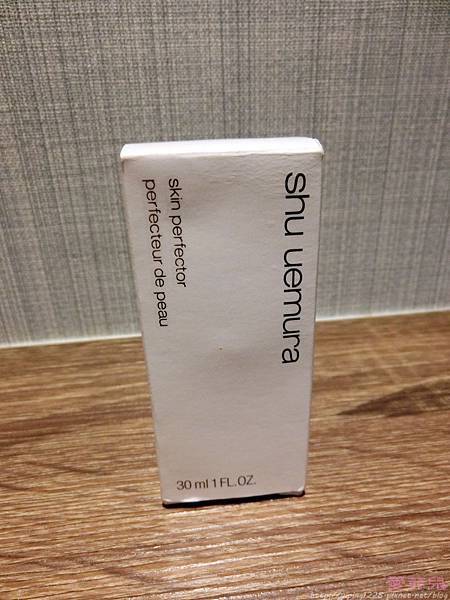 shu uemura
skin perfector
perfecteur de peau
30 ml 1 FL.OZ.